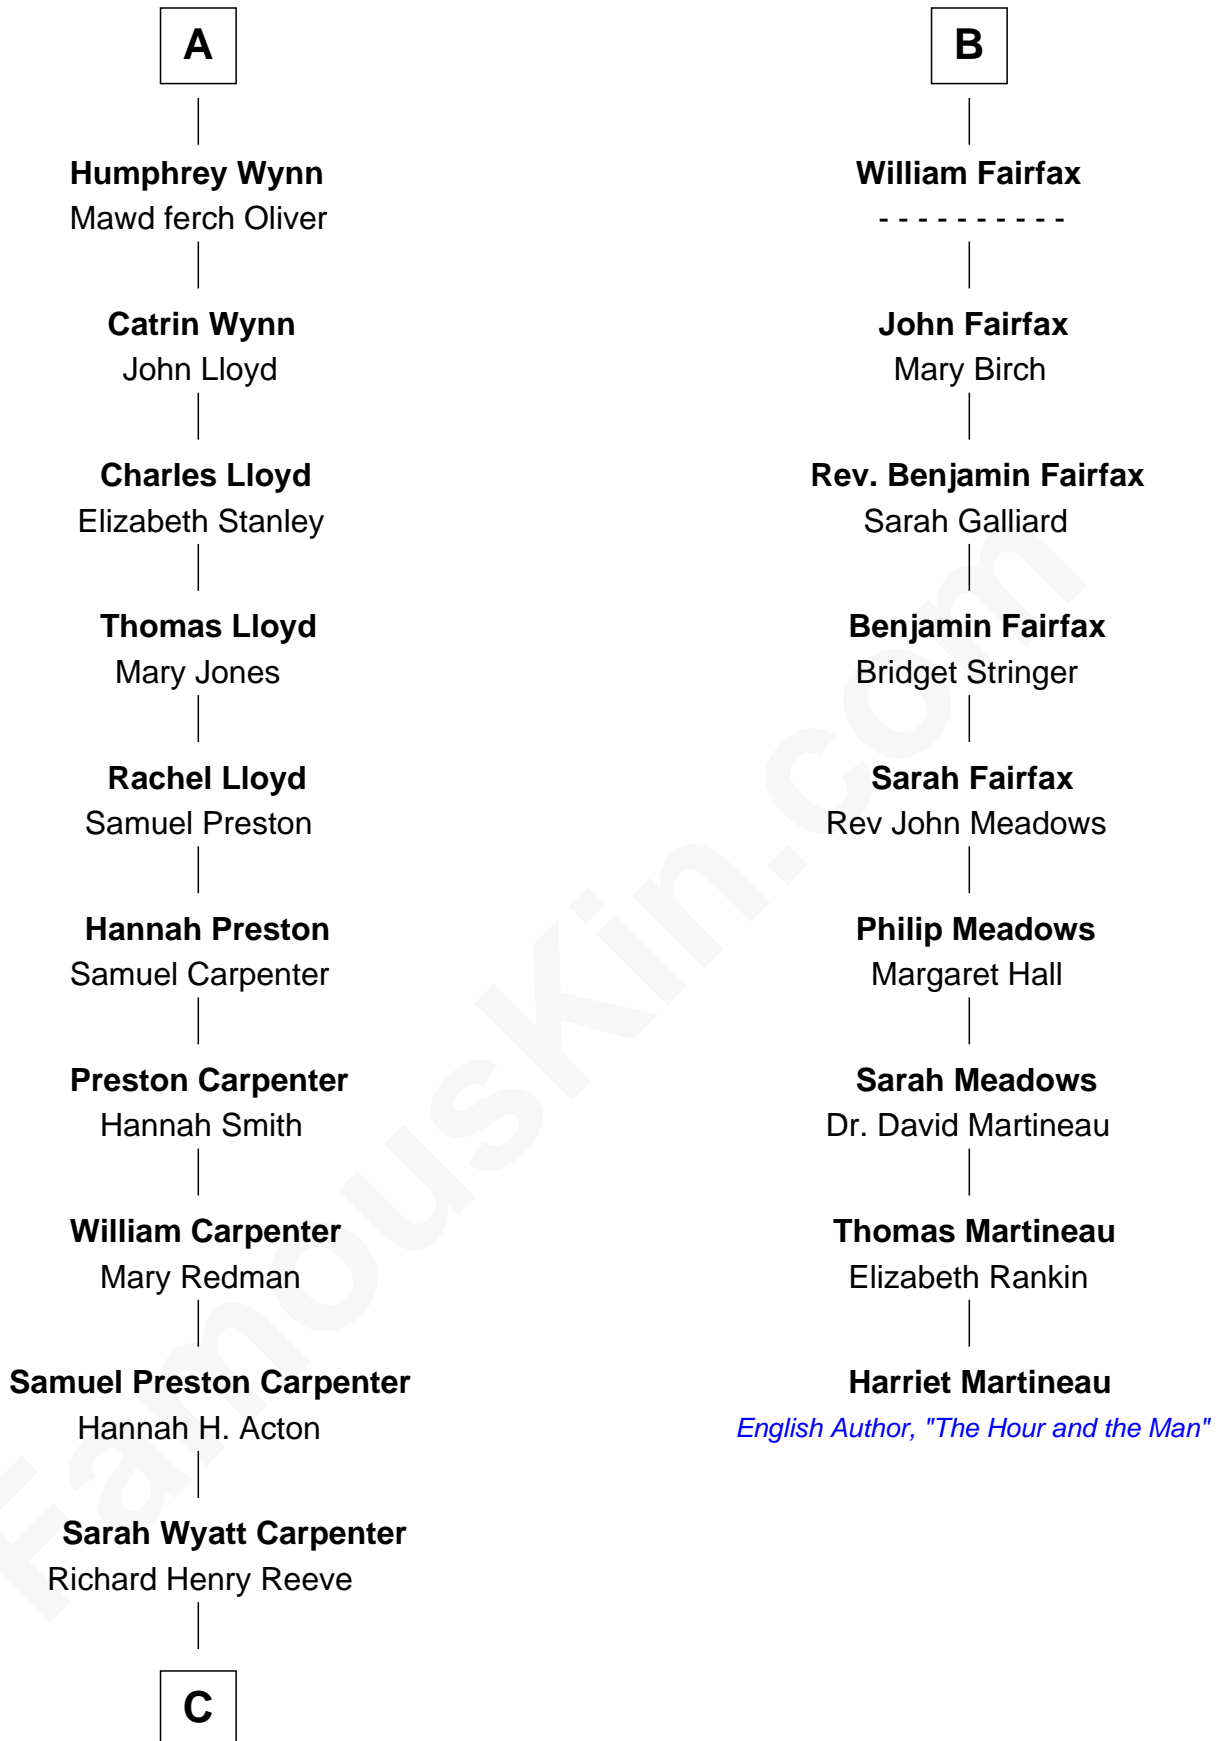 A
Humphrey Wynn
Mawd ferch Oliver
Catrin Wynn
John Lloyd
Charles Lloyd
Elizabeth Stanley
Thomas Lloyd
Mary Jones
Rachel Lloyd
Samuel Preston
Hannah Preston
Samuel Carpenter
Preston Carpenter
Hannah Smith
William Carpenter
Mary Redman
Samuel Preston Carpenter
Hannah H. Acton
Sarah Wyatt Carpenter
Richard Henry Reeve
C
B
William Fairfax
- - - - - - - - - -
John Fairfax
Mary Birch
Rev. Benjamin Fairfax
Sarah Galliard
Benjamin Fairfax
Bridget Stringer
Sarah Fairfax
Rev John Meadows
Philip Meadows
Margaret Hall
Sarah Meadows
Dr. David Martineau
Thomas Martineau
Elizabeth Rankin
Harriet Martineau
English Author, "The Hour and the Man"
FamousKin.com